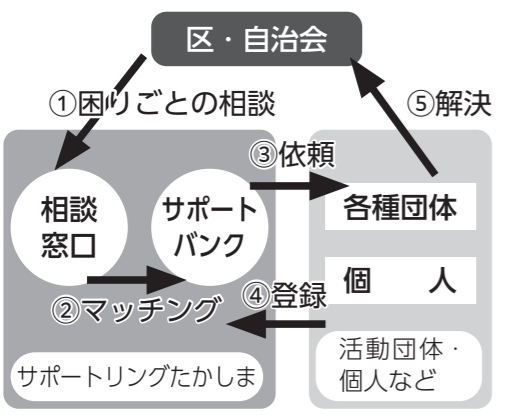 区・自治会
①困りごとの相談
⑤解決
③依頼
相談
窓口
サポート
バンク
各種団体
②マッチング
④登録
個　人
サポートリングたかしま
活動団体・
個人など